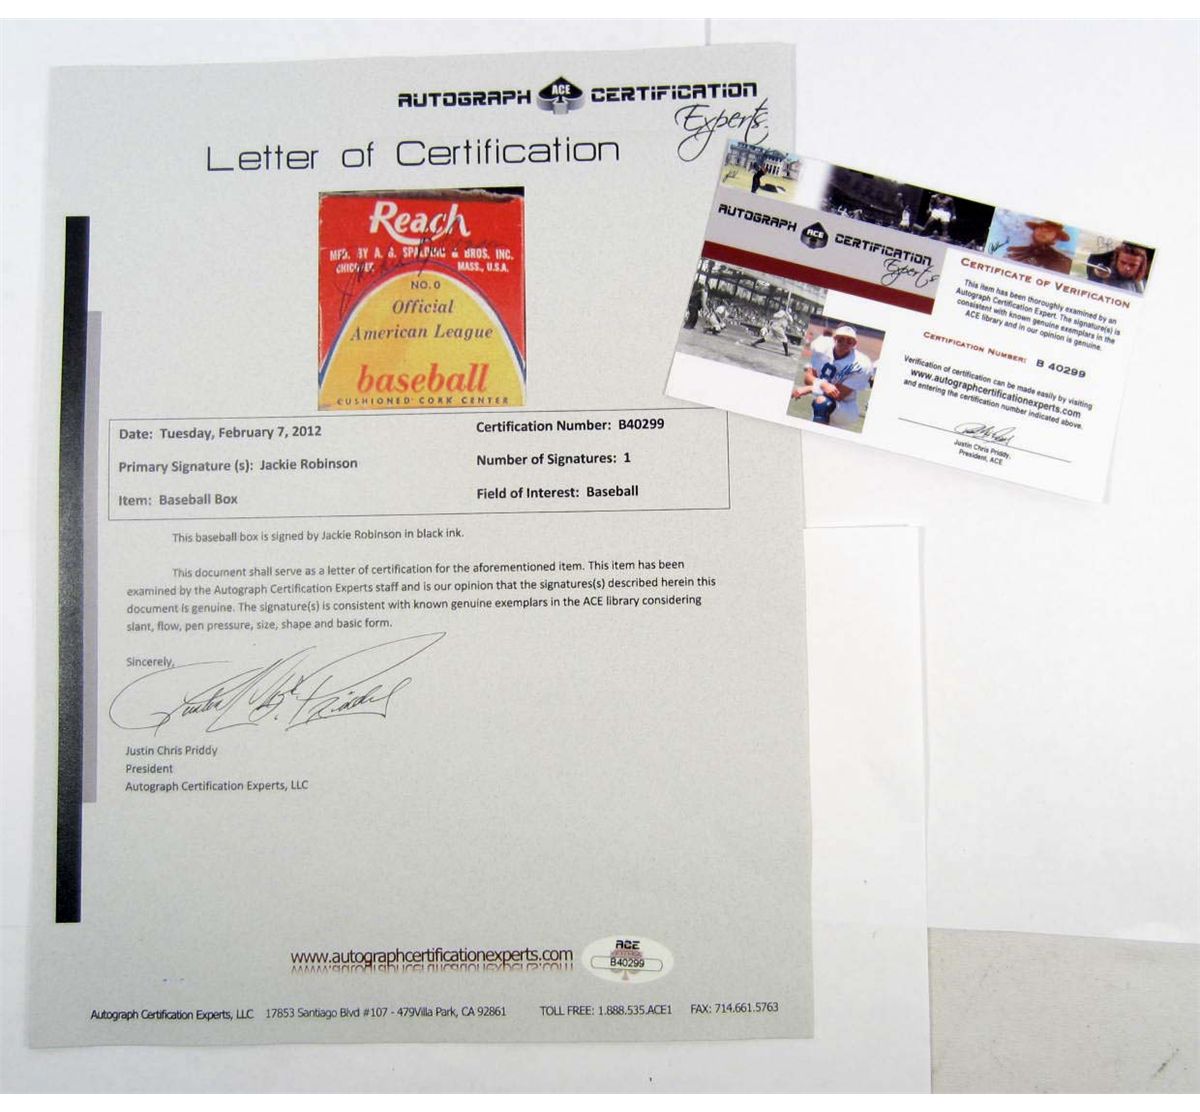 AUTOGRAPH ACE CERTIFICATION
Experts
Letter of Certification
Reach
MFD. BY A. G. SPALDING & BROS. INC.
CHICOPEE MASS., U.S.A.
NO. 0
Official
American League
baseball
CUSHIONED CORK CENTER
Date: Tuesday, February 7, 2012
Certification Number: B40299
Primary Signature (s): Jackie Robinson
Number of Signatures: 1
Item: Baseball Box
Field of Interest: Baseball
This baseball box is signed by Jackie Robinson in black ink.
This document shall serve as a letter of certification for the aforementioned item. This item has been
examined by the Autograph Certification Experts staff and is our opinion that the signatures(s) described herein this
document is genuine. The signature(s) is consistent with known genuine exemplars in the ACE library considering
slant, flow, pen pressure, size, shape and basic form.
Sincerely,
Justin Chris Priddy
President
Autograph Certification Experts, LLC
www.autographcertificationexperts.com
ACE
B40299
Autograph Certification Experts, LLC 17853 Santiago Blvd #107 - 479Villa Park, CA 92861 TOLL FREE: 1.888.535.ACE1 FAX: 714.661.5763
AUTOGRAPH ACE CERTIFICATION
Experts
CERTIFICATE OF VERIFICATION
This item has been thoroughly examined by an
Autograph Certification Expert. The signature(s) is
consistent with known genuine exemplars in the
ACE library and in our opinion is genuine.
CERTIFICATION NUMBER: B 40299
Verification of certification can be made easily by visiting
www.autographcertificationexperts.com
and entering the certification number indicated above.
Justin Chris Priddy,
President, ACE